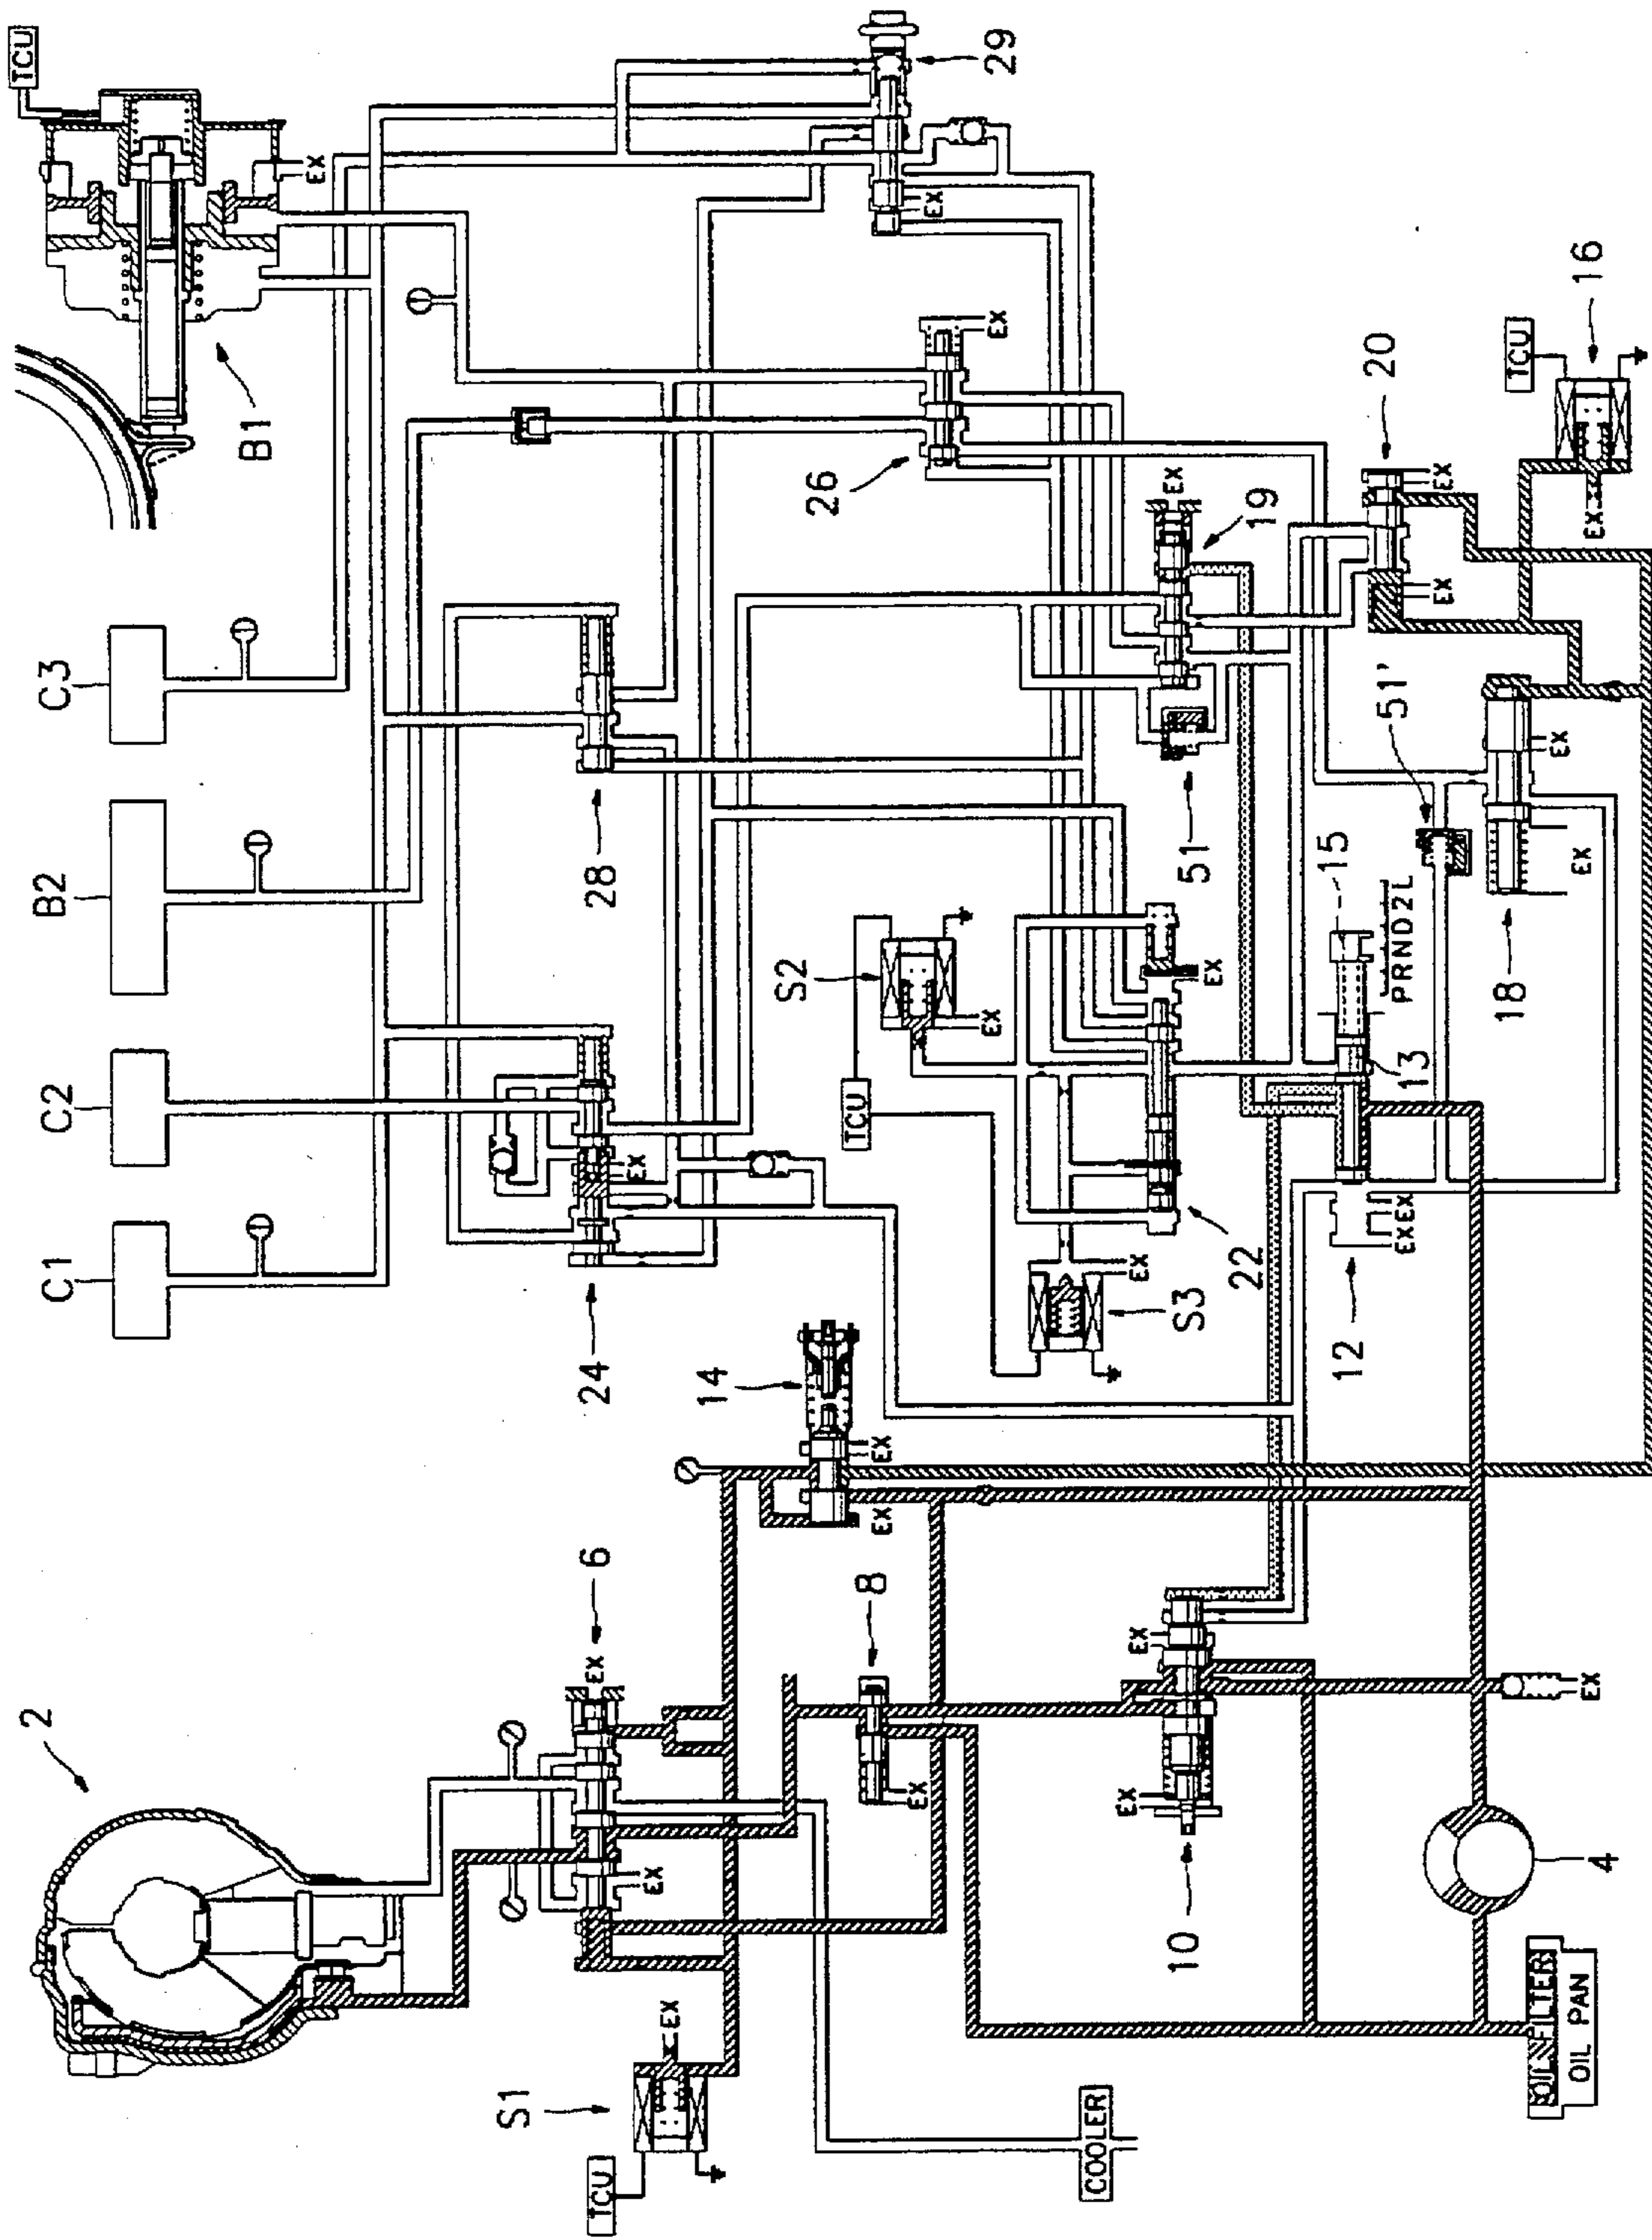 TCU
2
C1
C2
B2
C3
EX
B1
S1
TCU
EX
EX
6
EX
24
EX
28
14
S2
26
TCU
8
EX
EX
EX
EX
EX
EX
29
COOLER
EX
EX
EX
EX
10
S3
51
EX
22
19
12
13
15
PRND2L
EXEX
51'
20
EX
EX
TCU
18
EX
EX
EX
EX
16
4
OIL FILTER
OIL PAN